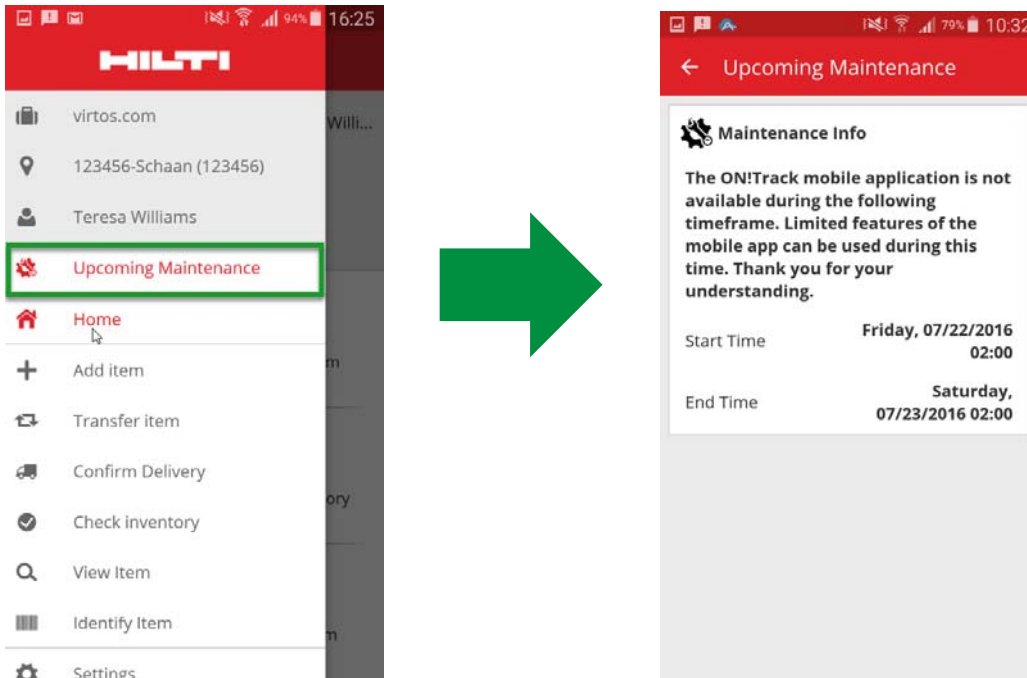 94% 16:25
HILTI
virtos.com
Willi...
123456-Schaan (123456)
Teresa Williams
Upcoming Maintenance
Home
Add item
m
Transfer item
Confirm Delivery
ory
Check inventory
View Item
Identify Item
m
Settings
79% 10:32
Upcoming Maintenance
Maintenance Info
The ON!Track mobile application is not
available during the following
timeframe. Limited features of the
mobile app can be used during this
time. Thank you for your
understanding.
Start Time Friday, 07/22/2016
02:00
End Time Saturday,
07/23/2016 02:00